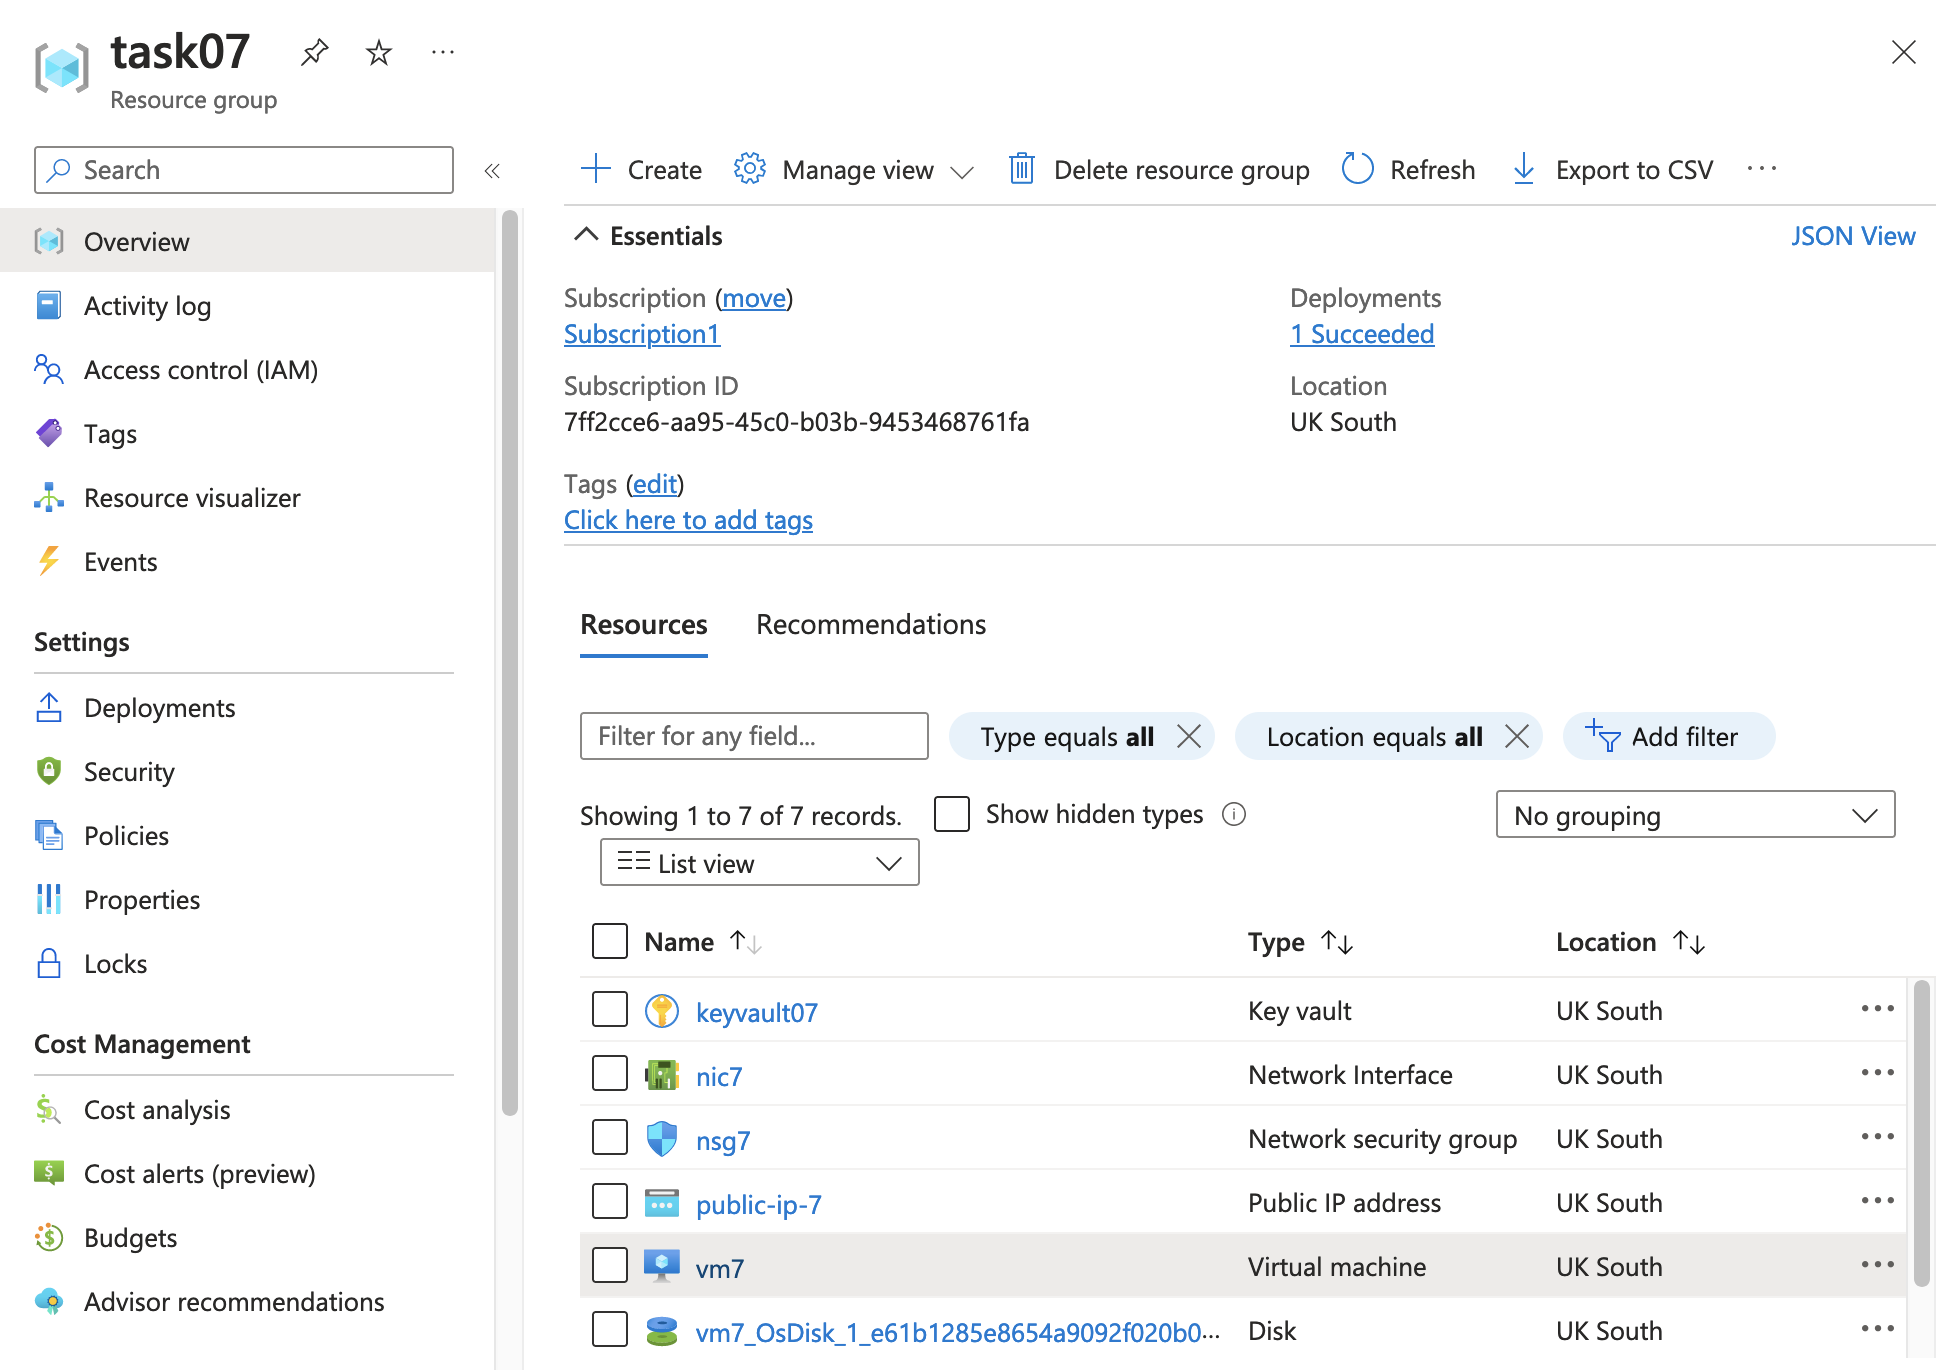 task07
Resource group
Search
Overview
Activity log
Access control (IAM)
Tags
Resource visualizer
Events
Settings
Deployments
Security
Policies
Properties
Locks
Cost Management
Cost analysis
Cost alerts (preview)
Budgets
Advisor recommendations
Create Manage view Delete resource group Refresh Export to CSV
Essentials JSON View
Subscription (move)
Subscription1
Subscription ID
7ff2cce6-aa95-45c0-b03b-9453468761fa
Deployments
1 Succeeded
Location
UK South
Tags (edit)
Click here to add tags
Resources Recommendations
Filter for any field... Type equals all Location equals all Add filter
Showing 1 to 7 of 7 records. Show hidden types No grouping
List view
Name Type Location
keyvault07 Key vault UK South
nic7 Network Interface UK South
nsg7 Network security group UK South
public-ip-7 Public IP address UK South
vm7 Virtual machine UK South
vm7_OsDisk_1_e61b1285e8654a9092f020b0... Disk UK South